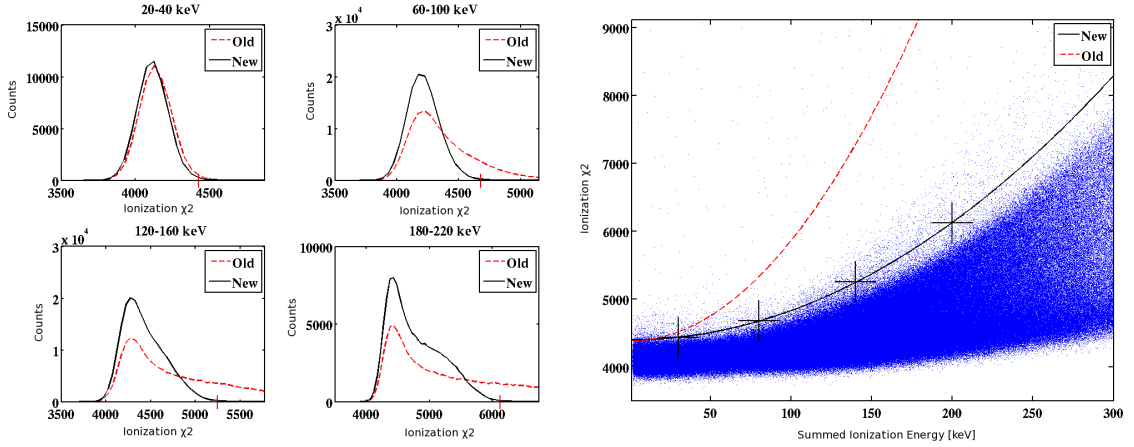 20-40 keV
15000
10000
5000
0
3500
4000
4500
Counts
Ionization χ2
Old
New
60-100 keV
3 x 10⁴
2
1
0
3500
4000
4500
5000
Counts
Ionization χ2
Old
New
120-160 keV
3 x 10⁴
2
1
0
3500
4000
4500
5000
5500
Counts
Ionization χ2
Old
New
180-220 keV
10000
5000
0
4000
5000
6000
Counts
Ionization χ2
Old
New
9000
8000
7000
6000
5000
4000
50
100
150
200
250
300
Ionization χ2
Summed Ionization Energy [keV]
New
Old